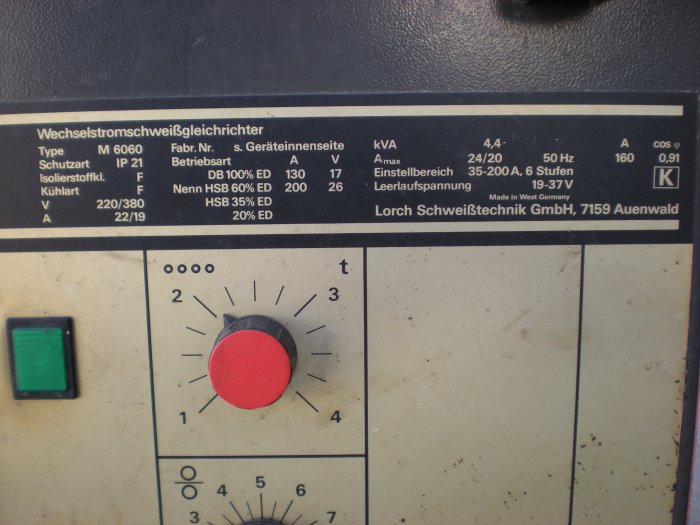 Wechselstromschweißgleichrichter
Type M 6060 Fabr. Nr. s. Geräteinnenseite kVA 4,4 A cos φ
Schutzart IP 21 Betriebsart A V Amax 24/20 50 Hz 160 0,91
Isolierstoffkl. F DB 100% ED 130 17 Einstellbereich 35-200 A, 6 Stufen K
Kühlart F Nenn HSB 60% ED 200 26 Leerlaufspannung 19-37 V
V 220/380 HSB 35% ED Made in West Germany
A 22/19 20% ED Lorch Schweißtechnik GmbH, 7159 Auenwald
t
2 3
1 4
3 4 5 6 7